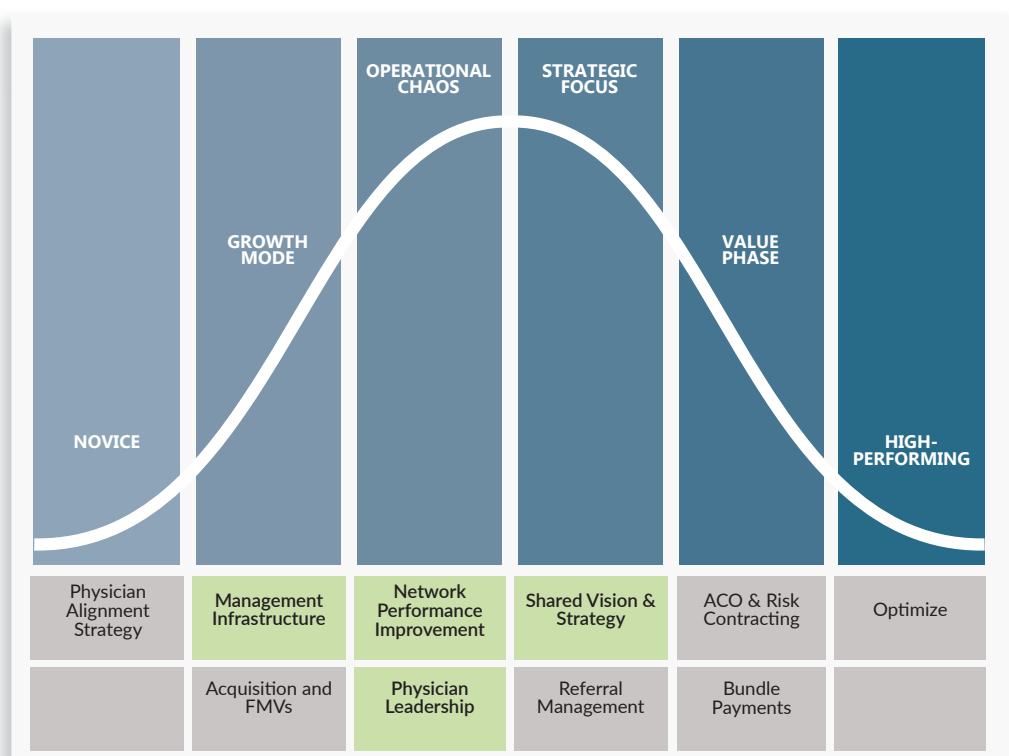 OPERATIONAL
CHAOS
STRATEGIC
FOCUS
GROWTH
MODE
VALUE
PHASE
NOVICE
HIGH-
PERFORMING
Physician
Alignment
Strategy
Management
Infrastructure
Network
Performance
Improvement
Shared Vision &
Strategy
ACO & Risk
Contracting
Optimize
Acquisition and
FMVs
Physician
Leadership
Referral
Management
Bundle
Payments